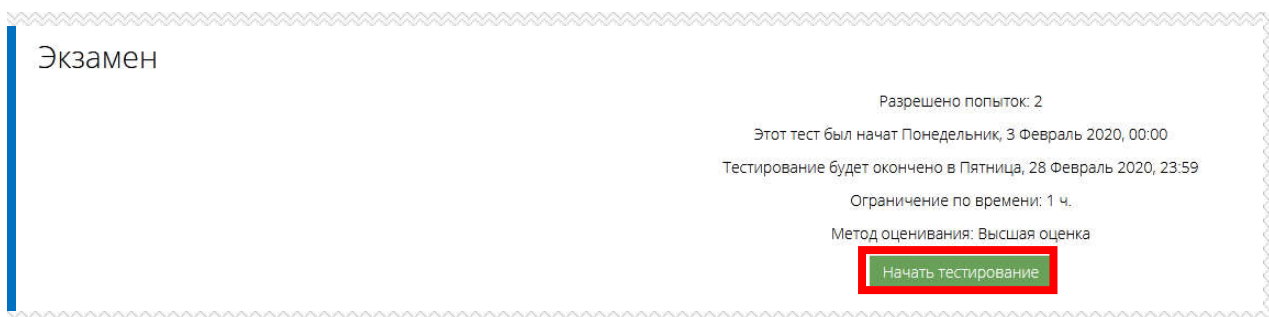 Экзамен
Разрешено попыток: 2
Этот тест был начат Понедельник, 3 Февраль 2020, 00:00
Тестирование будет окончено в Пятница, 28 Февраль 2020, 23:59
Ограничение по времени: 1 ч.
Метод оценивания: Высшая оценка
Начать тестирование